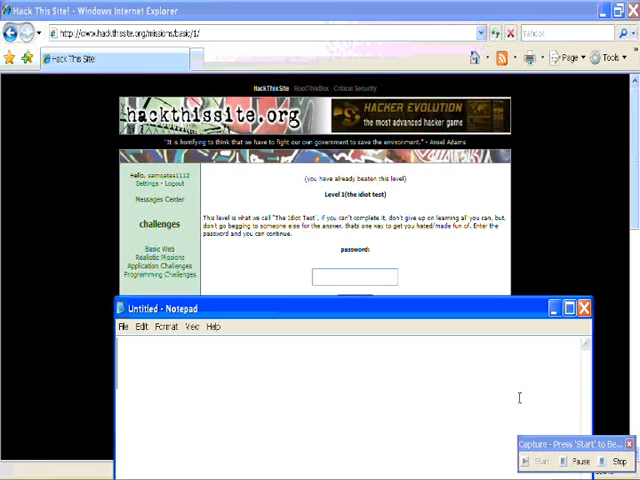 Hack This Site! - Windows Internet Explorer
http://www.hackthissite.org/missions/basic/1/
Yahoo!
Hack This Site!
Page
Tools
HackThisSite RootThisBox Critical Security
hackthissite.org
HACKER EVOLUTION
the most advanced hacker game
"It is horrifying to think that we have to fight our own government to save the environment." - Ansel Adams
Hello, samcates1112
Settings - Logout
Messages Center
challenges
Basic Web
Realistic Missions
Application Challenges
Programming Challenges
(you have already beaten this level)
Level 1(the idiot test)
This level is what we call "The Idiot Test", if you can't complete it, don't give up on learning all you can, but,
don't go begging to someone else for the answer, thats one way to get you hated/made fun of. Enter the
password and you can continue.
password:
Untitled - Notepad
File Edit Format View Help
Capture - Press 'Start' to Be...
Start Pause Stop